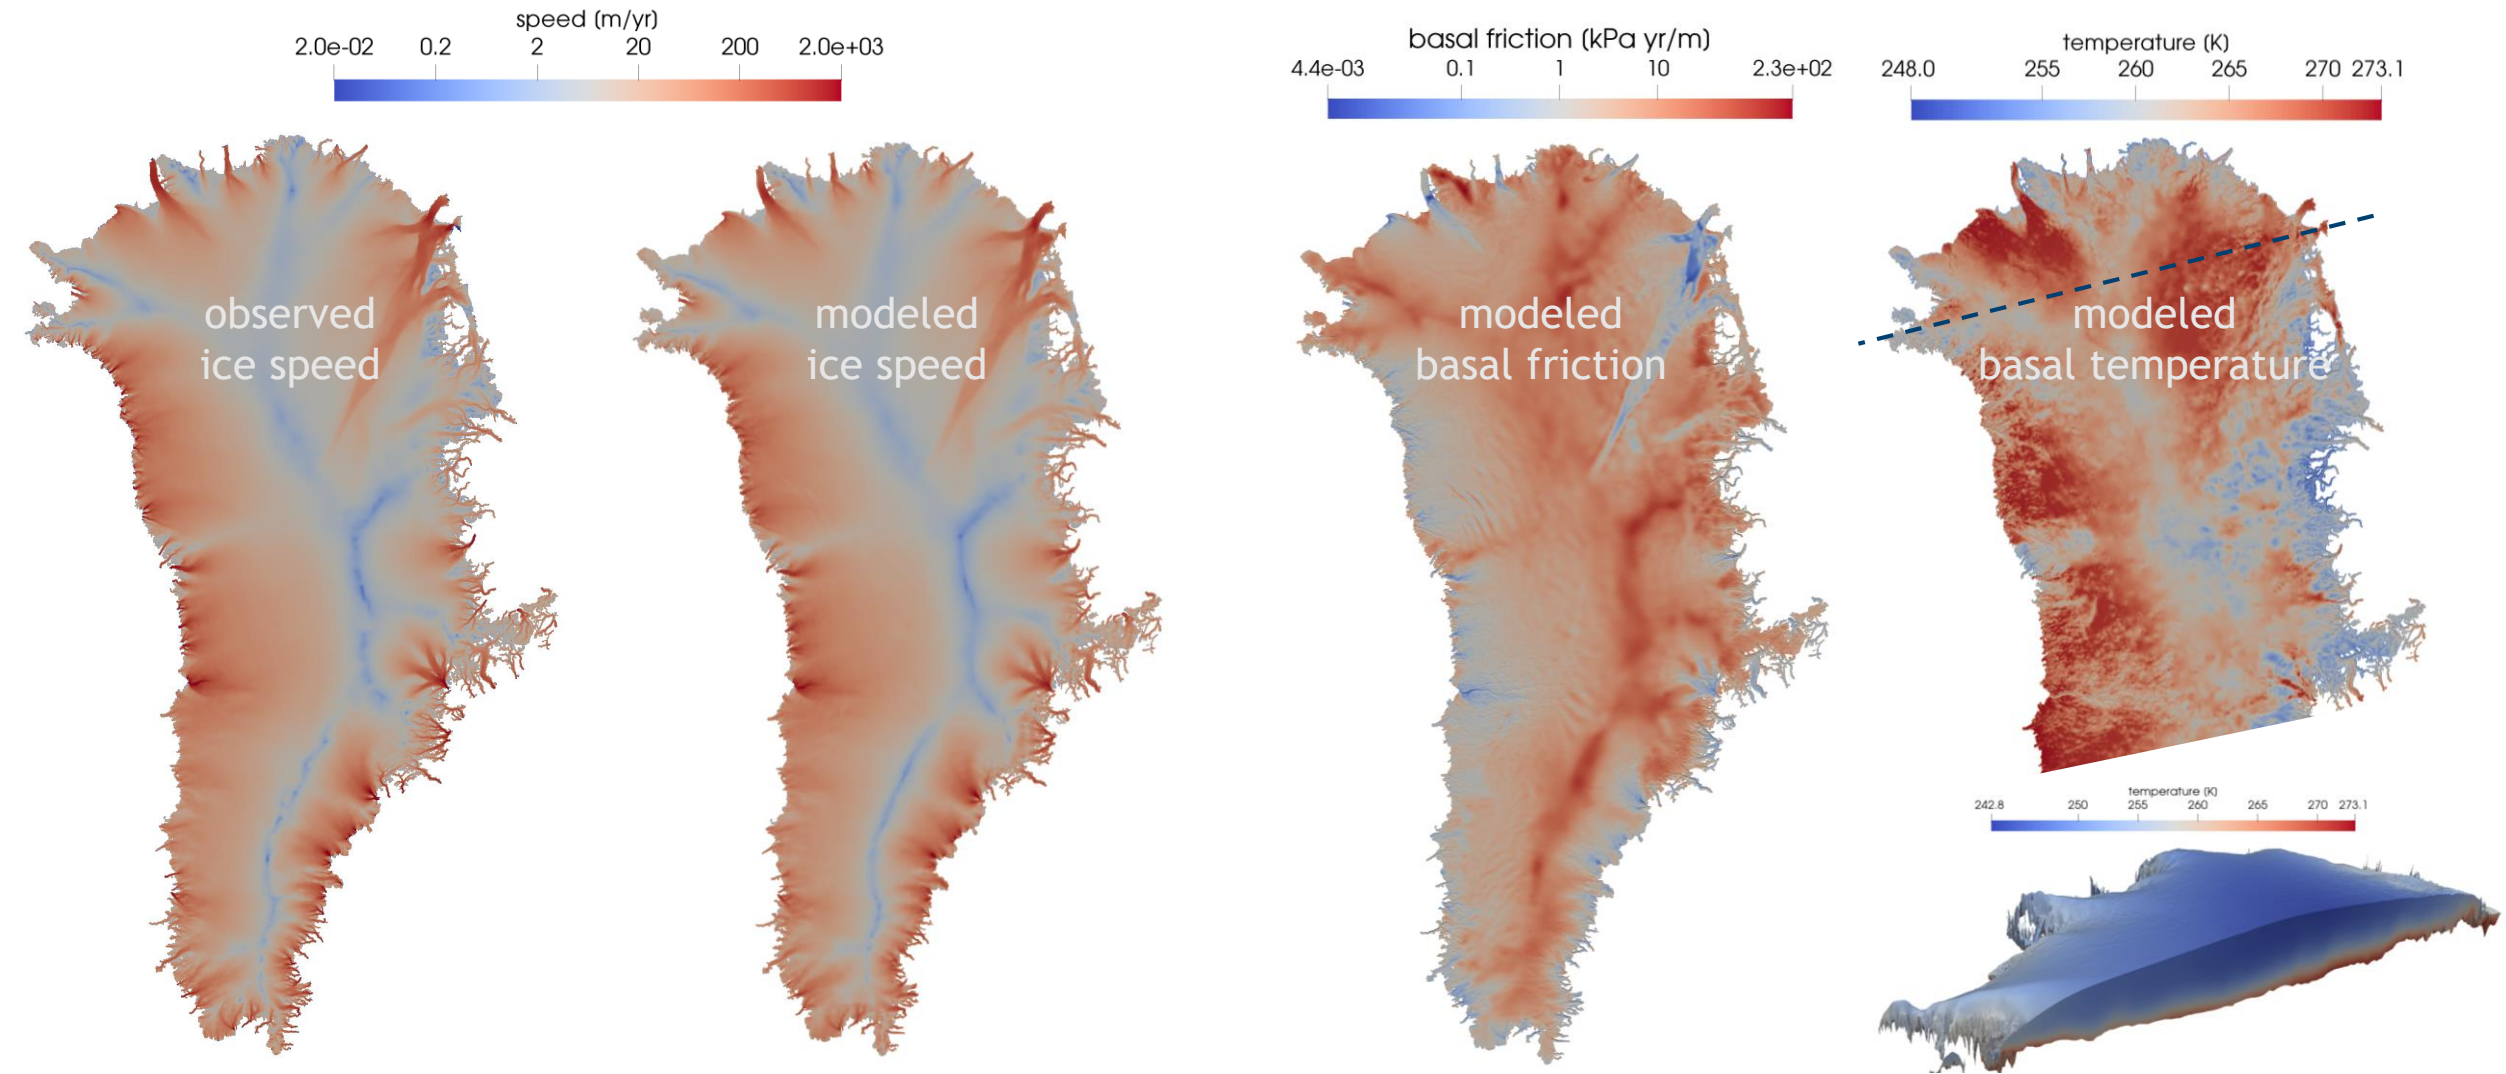 speed (m/yr)
2.0e-02 0.2 2 20 200 2.0e+03
observed
ice speed
modeled
ice speed
basal friction (kPa yr/m)
4.4e-03 0.1 1 10 2.3e+02
modeled
basal friction
temperature (K)
248.0 255 260 265 270 273.1
modeled
basal temperature
temperature (K)
242.8 250 255 260 265 270 273.1